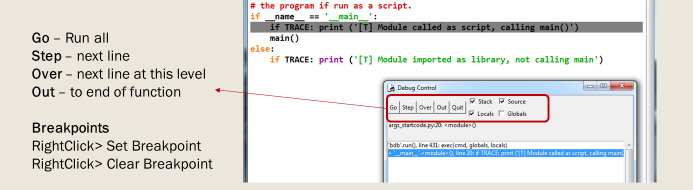 Go – Run all
Step – next line
Over – next line at this level
Out – to end of function
Breakpoints
RightClick> Set Breakpoint
RightClick> Clear Breakpoint
# the program if run as a script.
if __name__ == '__main__':
if TRACE: print ('[T] Module called as script, calling main()')
main()
else:
if TRACE: print ('[T] Module imported as library, not calling main')
Debug Control
Go Step Over Out Quit Stack Source
Locals Globals
args_startcode.py:20: <module>()
'bdb'.run(), line 431: exec(cmd, globals, locals)
> '__main__'.<module>(), line 20: if TRACE: print ('[T] Module called as script, calling main(